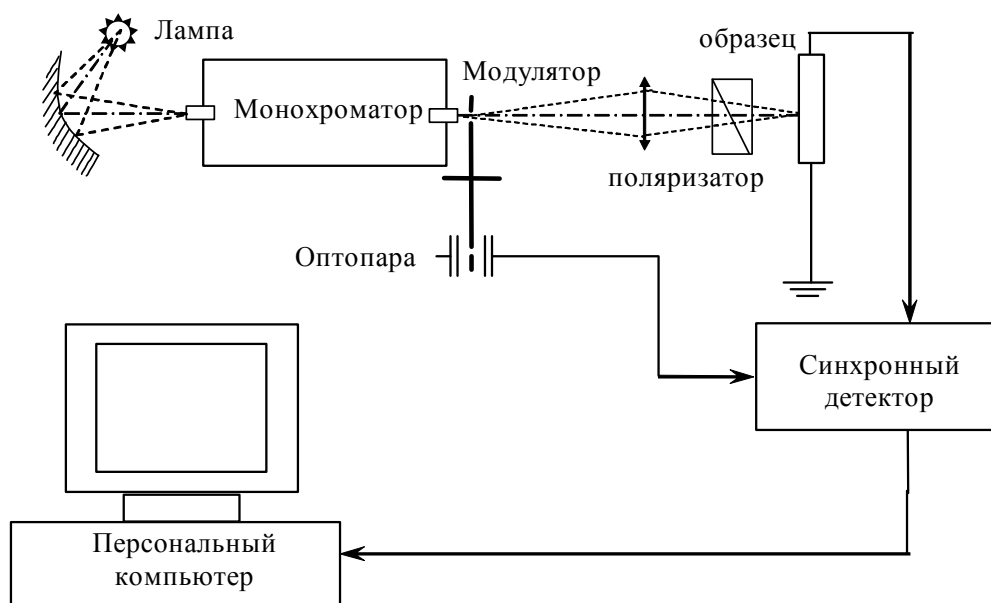 Лампа
образец
Модулятор
Монохроматор
поляризатор
Оптопара
Синхронный
детектор
Персональный
компьютер